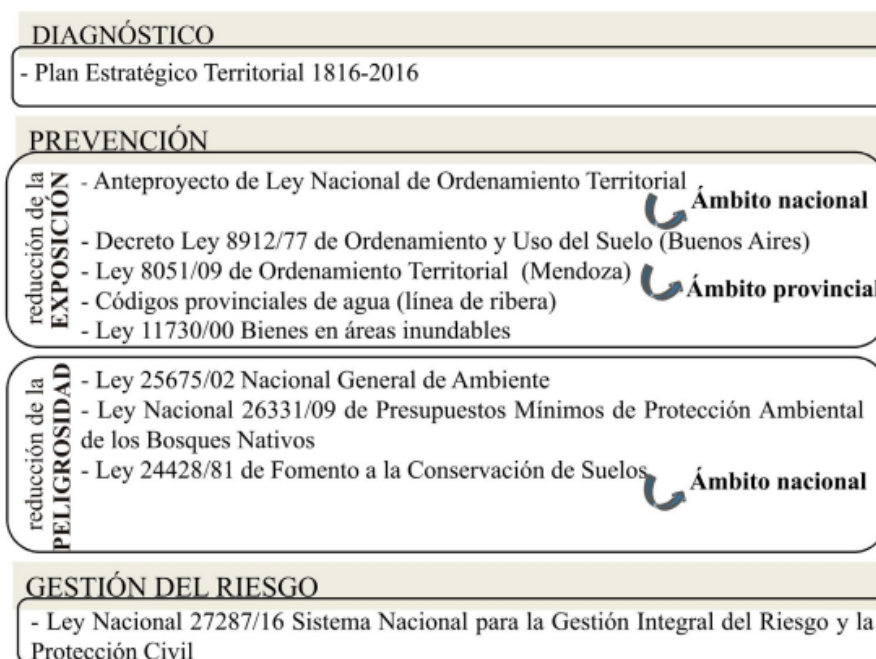 DIAGNÓSTICO
- Plan Estratégico Territorial 1816-2016
PREVENCIÓN
reducción de la
EXPOSICIÓN
- Anteproyecto de Ley Nacional de Ordenamiento Territorial
Ámbito nacional
- Decreto Ley 8912/77 de Ordenamiento y Uso del Suelo (Buenos Aires)
- Ley 8051/09 de Ordenamiento Territorial (Mendoza)
Ámbito provincial
- Códigos provinciales de agua (línea de ribera)
- Ley 11730/00 Bienes en áreas inundables
reducción de la
PELIGROSIDAD
- Ley 25675/02 Nacional General de Ambiente
- Ley Nacional 26331/09 de Presupuestos Mínimos de Protección Ambiental
de los Bosques Nativos
- Ley 24428/81 de Fomento a la Conservación de Suelos
Ámbito nacional
GESTIÓN DEL RIESGO
- Ley Nacional 27287/16 Sistema Nacional para la Gestión Integral del Riesgo y la
Protección Civil